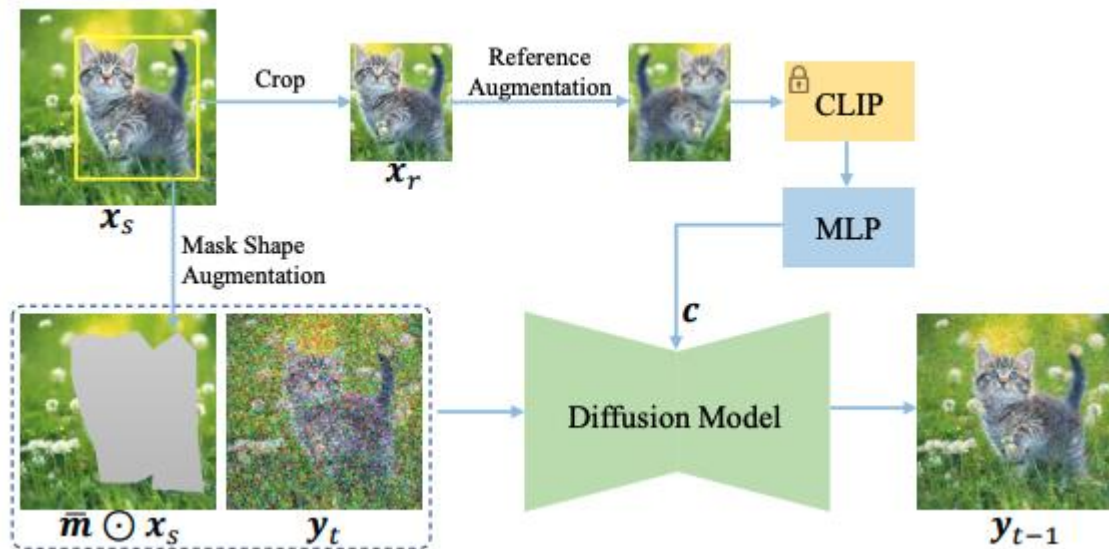 Crop
Reference
Augmentation
CLIP
x_r
x_s
MLP
Mask Shape
Augmentation
c
Diffusion Model
m̄ ⊙ x_s
y_t
y_{t−1}